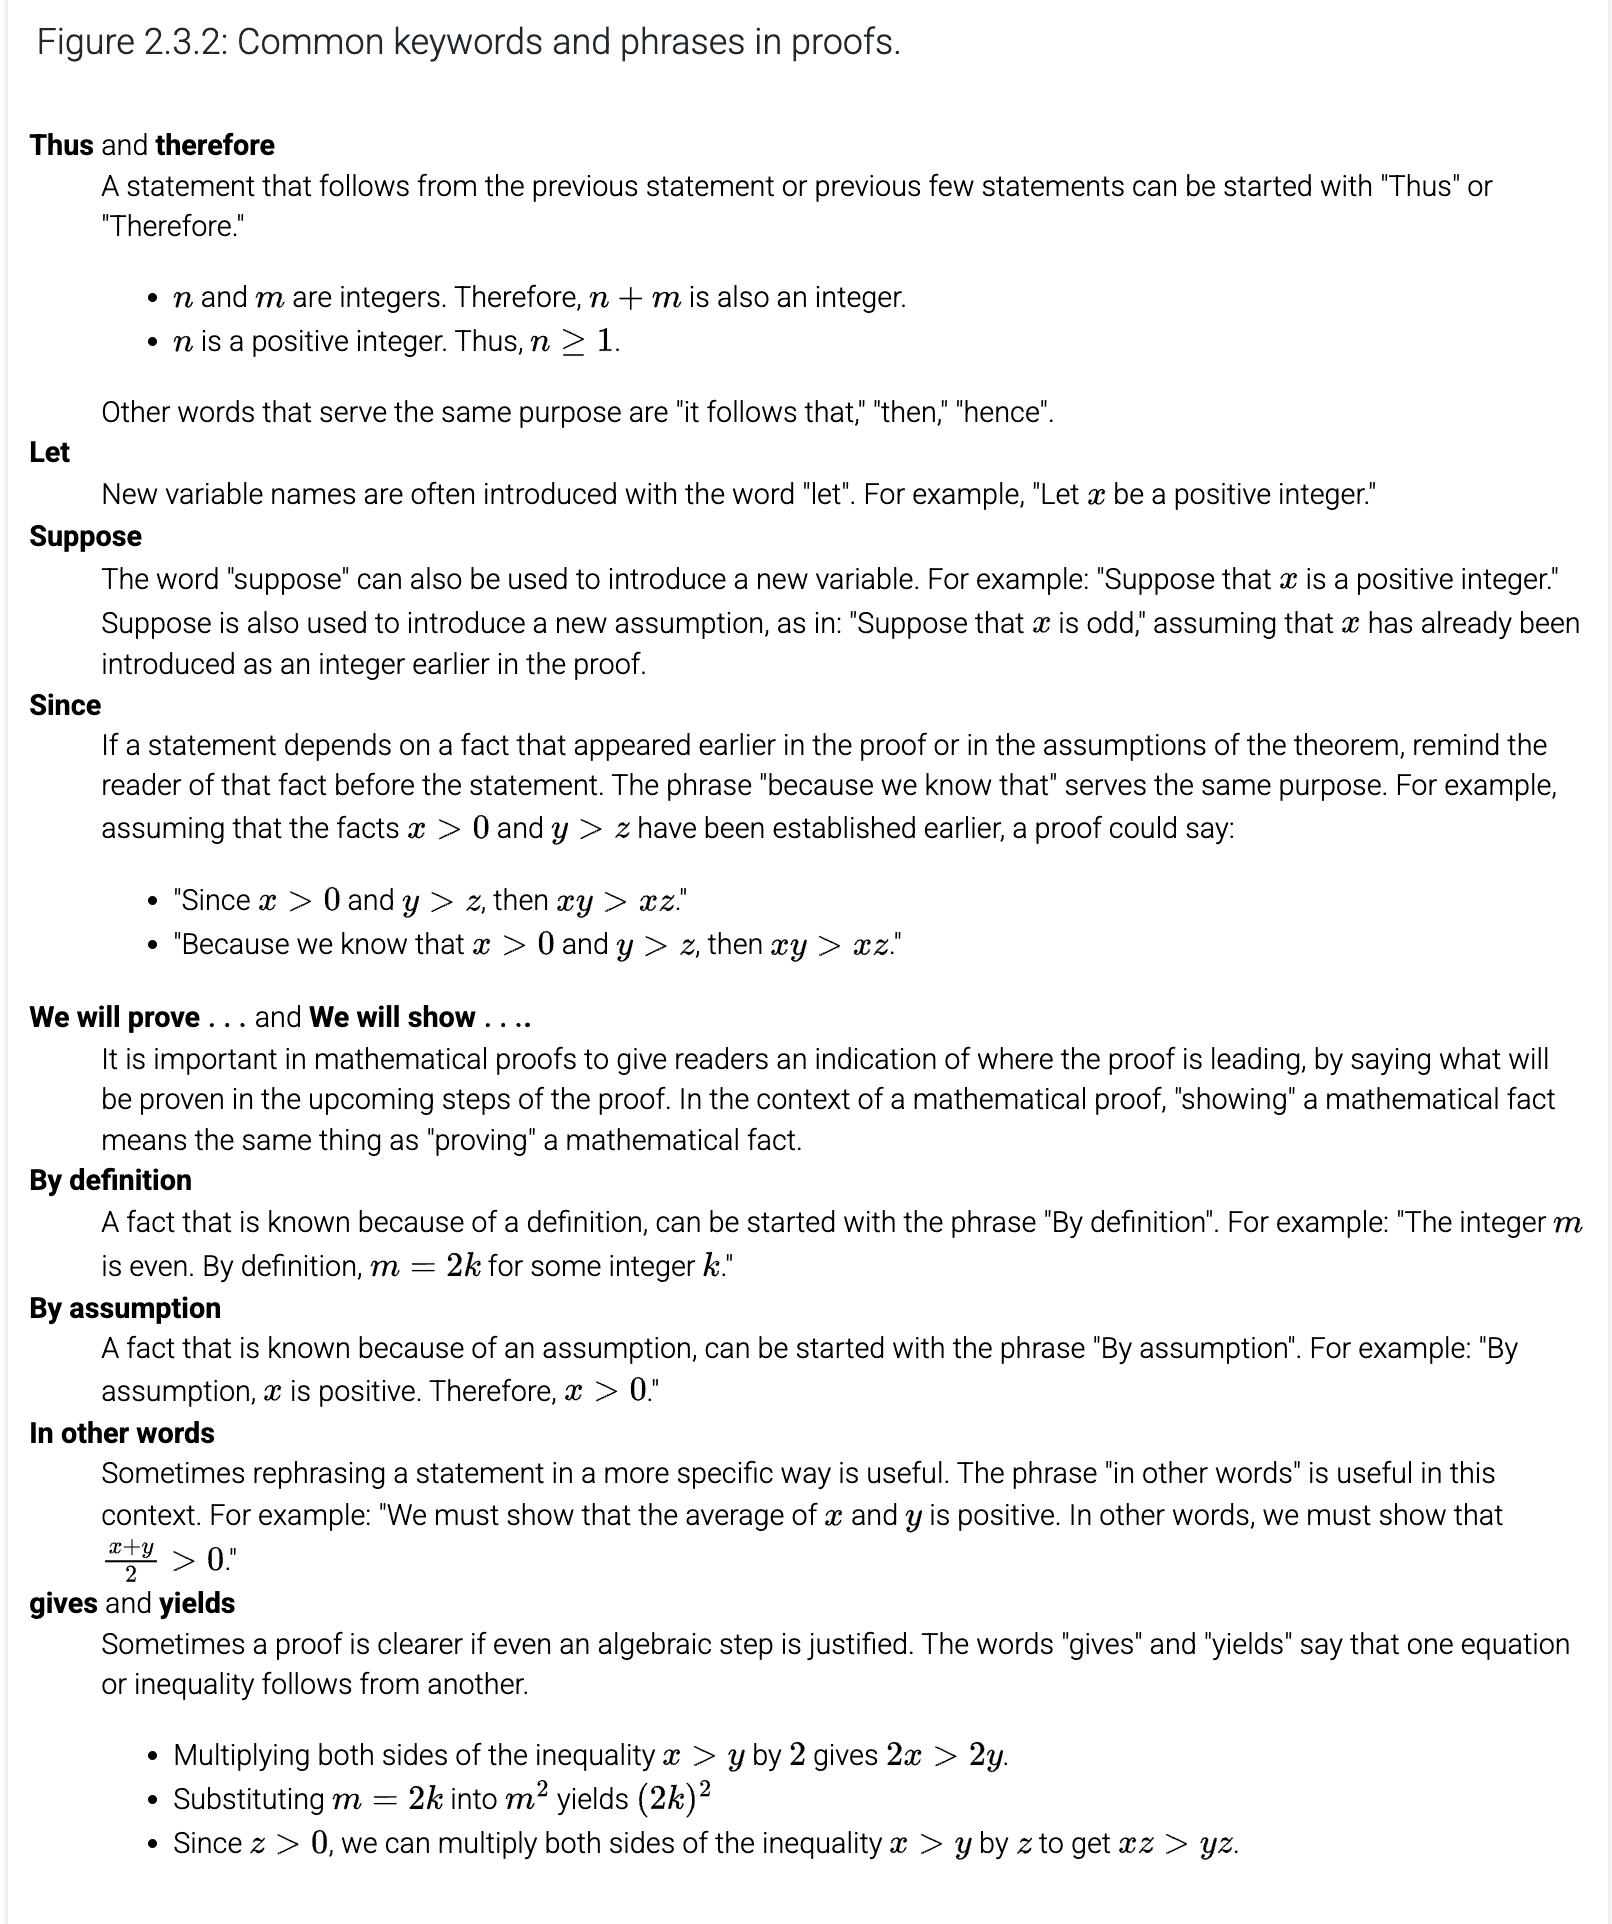 Figure 2.3.2: Common keywords and phrases in proofs.
Thus and therefore
A statement that follows from the previous statement or previous few statements can be started with "Thus" or
"Therefore."
• n and m are integers. Therefore, n + m is also an integer.
• n is a positive integer. Thus, n ≥ 1.
Other words that serve the same purpose are "it follows that," "then," "hence".
Let
New variable names are often introduced with the word "let". For example, "Let x be a positive integer."
Suppose
The word "suppose" can also be used to introduce a new variable. For example: "Suppose that x is a positive integer."
Suppose is also used to introduce a new assumption, as in: "Suppose that x is odd," assuming that x has already been
introduced as an integer earlier in the proof.
Since
If a statement depends on a fact that appeared earlier in the proof or in the assumptions of the theorem, remind the
reader of that fact before the statement. The phrase "because we know that" serves the same purpose. For example,
assuming that the facts x > 0 and y > z have been established earlier, a proof could say:
• "Since x > 0 and y > z, then xy > xz."
• "Because we know that x > 0 and y > z, then xy > xz."
We will prove . . . and We will show . . ..
It is important in mathematical proofs to give readers an indication of where the proof is leading, by saying what will
be proven in the upcoming steps of the proof. In the context of a mathematical proof, "showing" a mathematical fact
means the same thing as "proving" a mathematical fact.
By definition
A fact that is known because of a definition, can be started with the phrase "By definition". For example: "The integer m
is even. By definition, m = 2k for some integer k."
By assumption
A fact that is known because of an assumption, can be started with the phrase "By assumption". For example: "By
assumption, x is positive. Therefore, x > 0."
In other words
Sometimes rephrasing a statement in a more specific way is useful. The phrase "in other words" is useful in this
context. For example: "We must show that the average of x and y is positive. In other words, we must show that
(x+y)/2 > 0."
gives and yields
Sometimes a proof is clearer if even an algebraic step is justified. The words "gives" and "yields" say that one equation
or inequality follows from another.
• Multiplying both sides of the inequality x > y by 2 gives 2x > 2y.
• Substituting m = 2k into m² yields (2k)²
• Since z > 0, we can multiply both sides of the inequality x > y by z to get xz > yz.